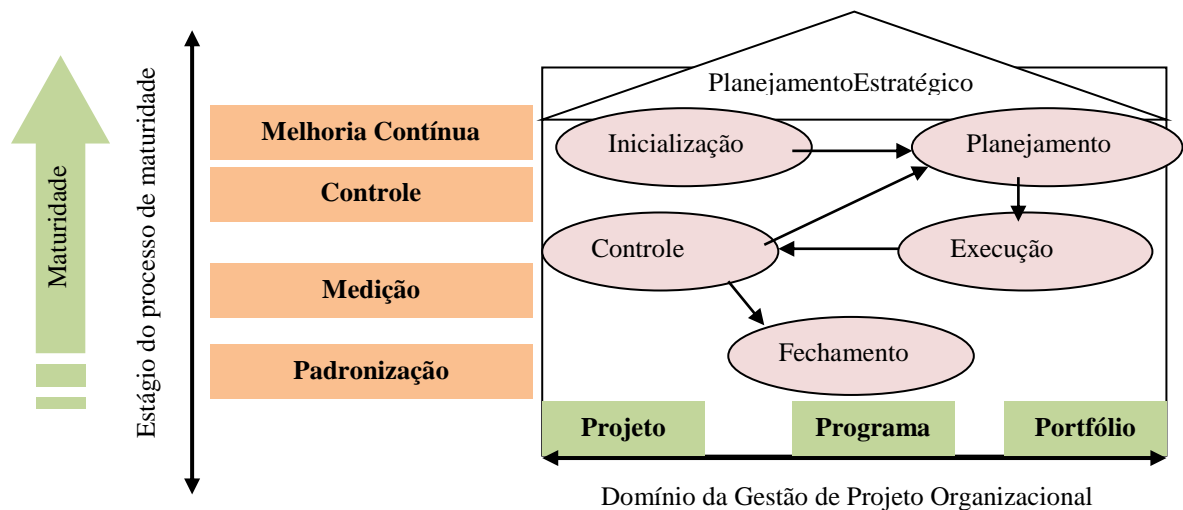 Maturidade
Estágio do processo de maturidade
Melhoria Contínua
Controle
Medição
Padronização
PlanejamentoEstratégico
Inicialização
Planejamento
Controle
Execução
Fechamento
Projeto
Programa
Portfólio
Domínio da Gestão de Projeto Organizacional